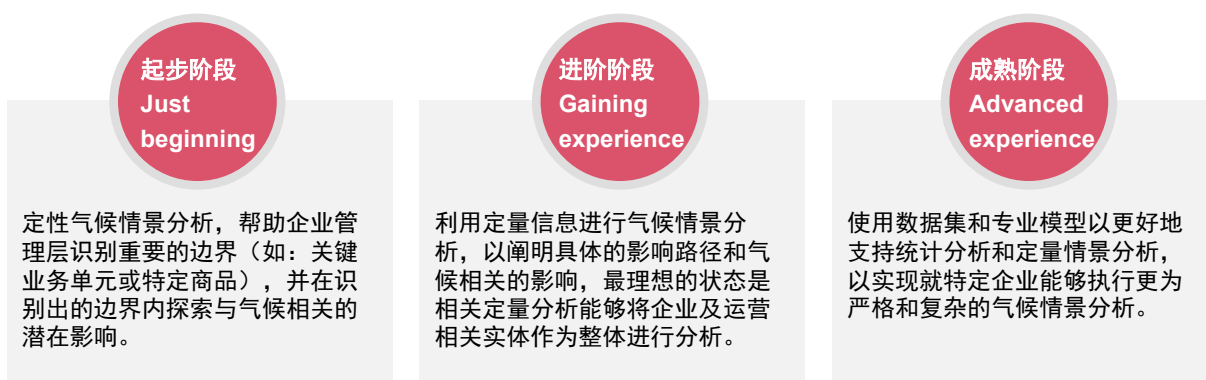 起步阶段
Just
beginning
定性气候情景分析，帮助企业管
理层识别重要的边界（如：关键
业务单元或特定商品），并在识
别出的边界内探索与气候相关的
潜在影响。
进阶阶段
Gaining
experience
利用定量信息进行气候情景分
析，以阐明具体的影响路径和气
候相关的影响，最理想的状态是
相关定量分析能够将企业及运营
相关实体作为整体进行分析。
成熟阶段
Advanced
experience
使用数据集和专业模型以更好地
支持统计分析和定量情景分析，
以实现就特定企业能够执行更为
严格和复杂的气候情景分析。